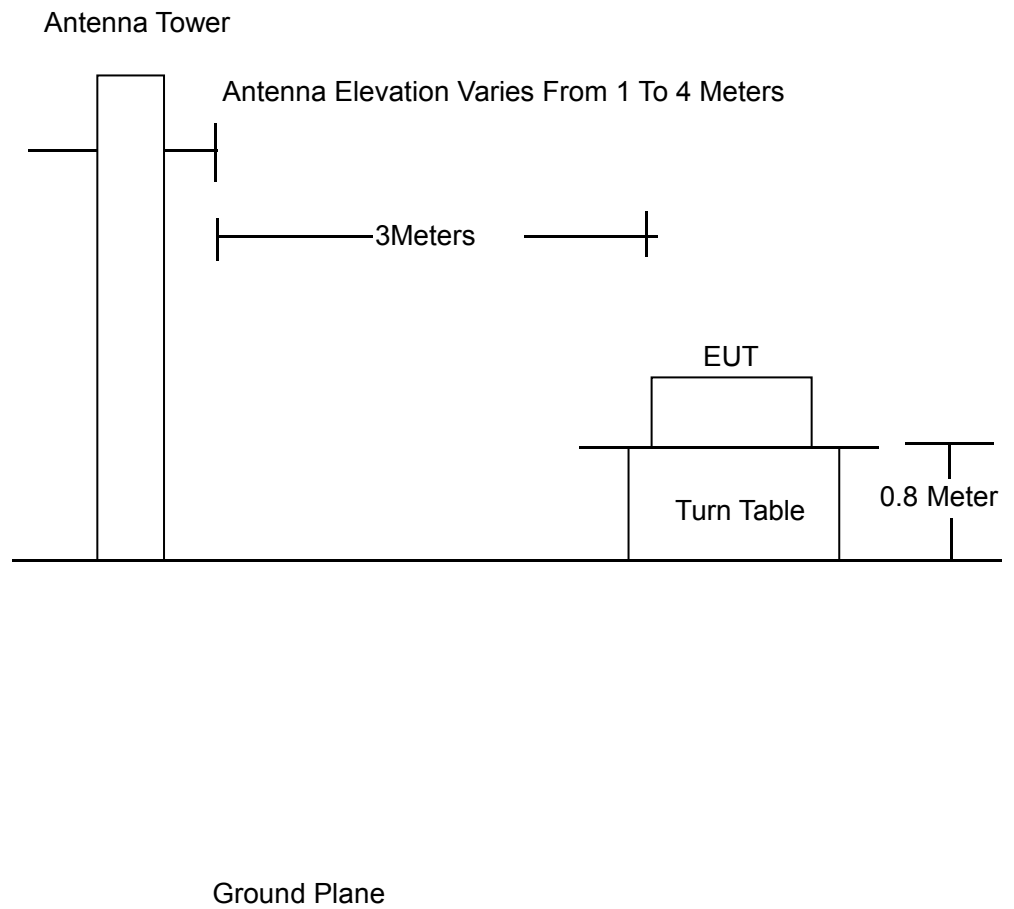 Antenna Tower
Antenna Elevation Varies From 1 To 4 Meters
3Meters
EUT
0.8 Meter
Turn Table
Ground Plane